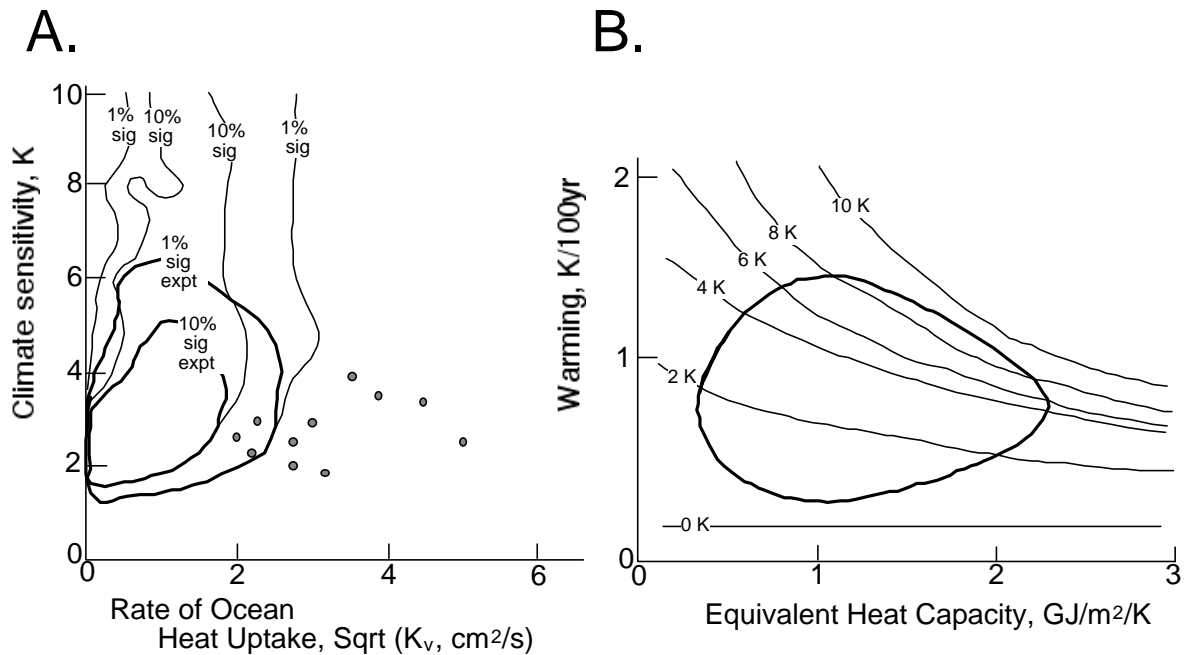 A.
10
8
6
4
2
0
Climate sensitivity, K
1%
sig
10%
sig
10%
sig
1%
sig
1%
sig
expt
10%
sig
expt
0
2
4
6
Rate of Ocean
Heat Uptake, Sqrt (Kᵥ, cm²/s)
B.
2
1
0
Warming, K/100yr
10 K
8 K
6 K
4 K
2 K
0 K
0
1
2
3
Equivalent Heat Capacity, GJ/m²/K